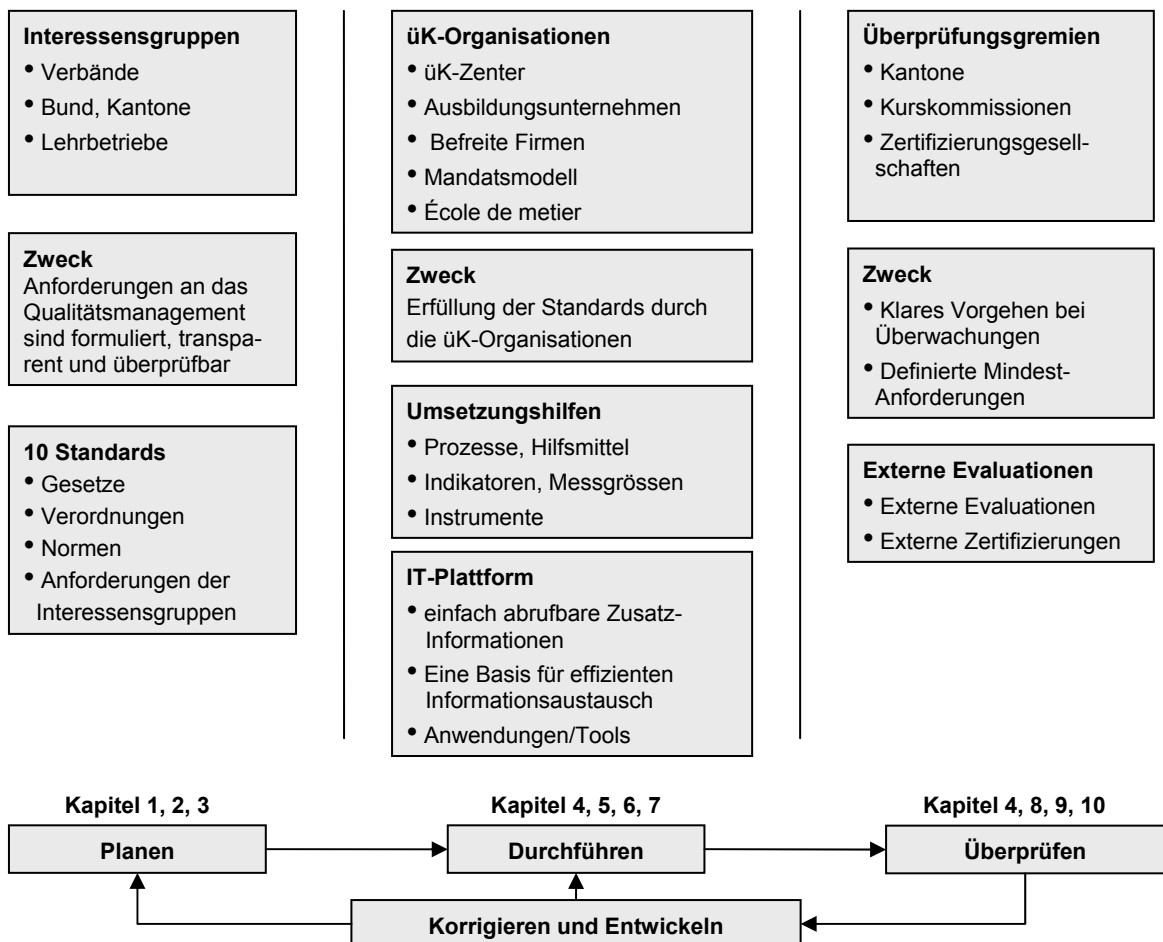 Interessensgruppen
• Verbände
• Bund, Kantone
• Lehrbetriebe
Zweck
Anforderungen an das
Qualitätsmanagement
sind formuliert, transpa-
rent und überprüfbar
10 Standards
• Gesetze
• Verordnungen
• Normen
• Anforderungen der
Interessensgruppen
üK-Organisationen
• üK-Zenter
• Ausbildungsunternehmen
• Befreite Firmen
• Mandatsmodell
• École de metier
Zweck
Erfüllung der Standards durch
die üK-Organisationen
Umsetzungshilfen
• Prozesse, Hilfsmittel
• Indikatoren, Messgrössen
• Instrumente
IT-Plattform
• einfach abrufbare Zusatz-
Informationen
• Eine Basis für effizienten
Informationsaustausch
• Anwendungen/Tools
Überprüfungsgremien
• Kantone
• Kurskommissionen
• Zertifizierungsgesell-
schaften
Zweck
• Klares Vorgehen bei
Überwachungen
• Definierte Mindest-
Anforderungen
Externe Evaluationen
• Externe Evaluationen
• Externe Zertifizierungen
Kapitel 1, 2, 3
Planen
Kapitel 4, 5, 6, 7
Durchführen
Kapitel 4, 8, 9, 10
Überprüfen
Korrigieren und Entwickeln